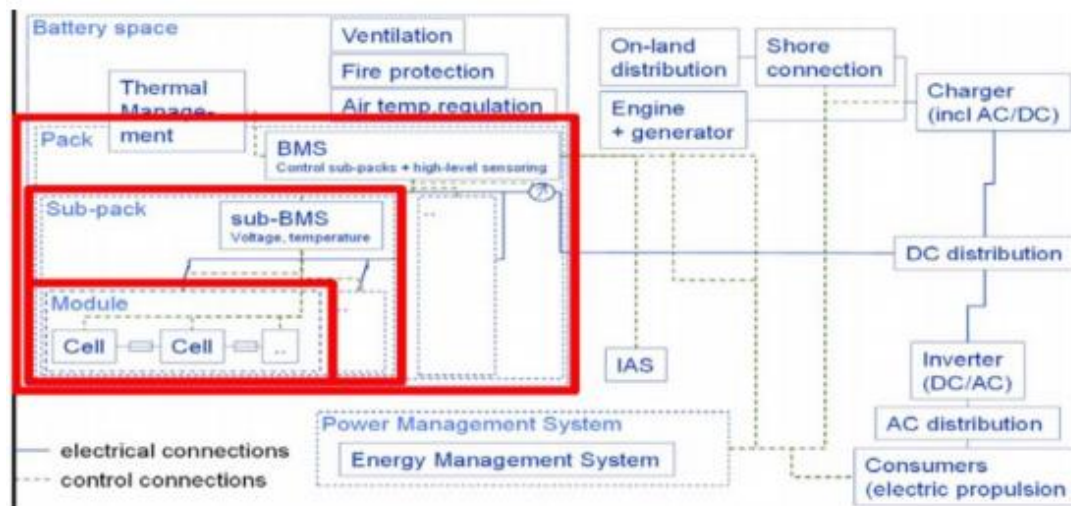 Battery space
Ventilation
Fire protection
Air temp.regulation
Thermal
Manage-
ment
On-land
distribution
Shore
connection
Engine
+ generator
Charger
(incl AC/DC)
Pack
BMS
Control sub-packs + high-level sensoring
Sub-pack
sub-BMS
Voltage, temperature
..
DC distribution
Module
..
Cell
Cell
..
IAS
Inverter
(DC/AC)
AC distribution
Power Management System
Energy Management System
Consumers
(electric propulsion
electrical connections
control connections